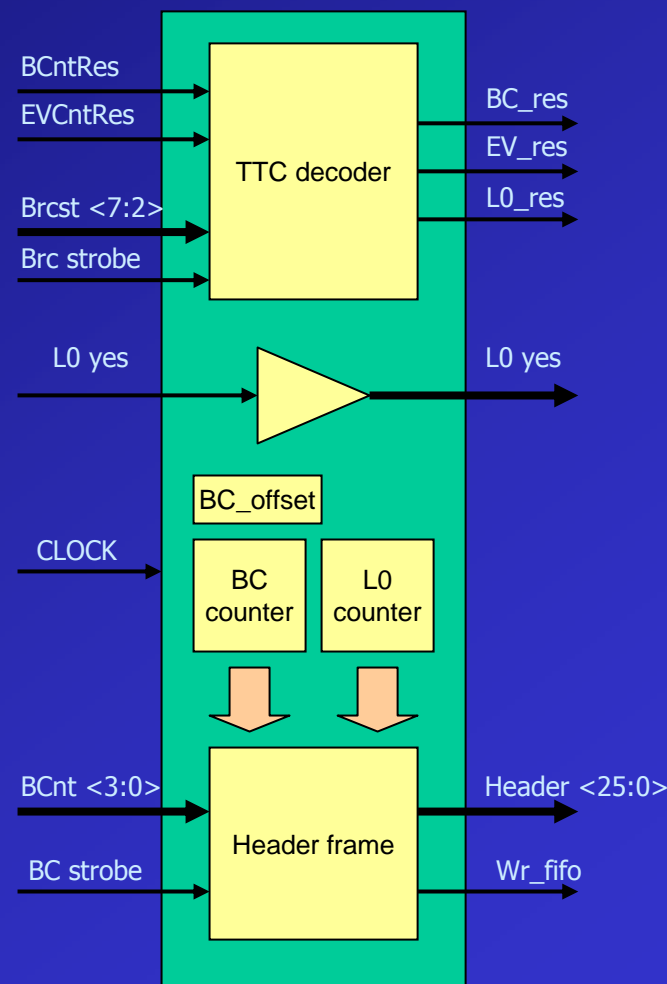 BCntRes
EVCntRes
Brcst <7:2>
Brc strobe
TTC decoder
BC_res
EV_res
L0_res
L0 yes
L0 yes
BC_offset
CLOCK
BC
counter
L0
counter
BCnt <3:0>
BC strobe
Header frame
Header <25:0>
Wr_fifo